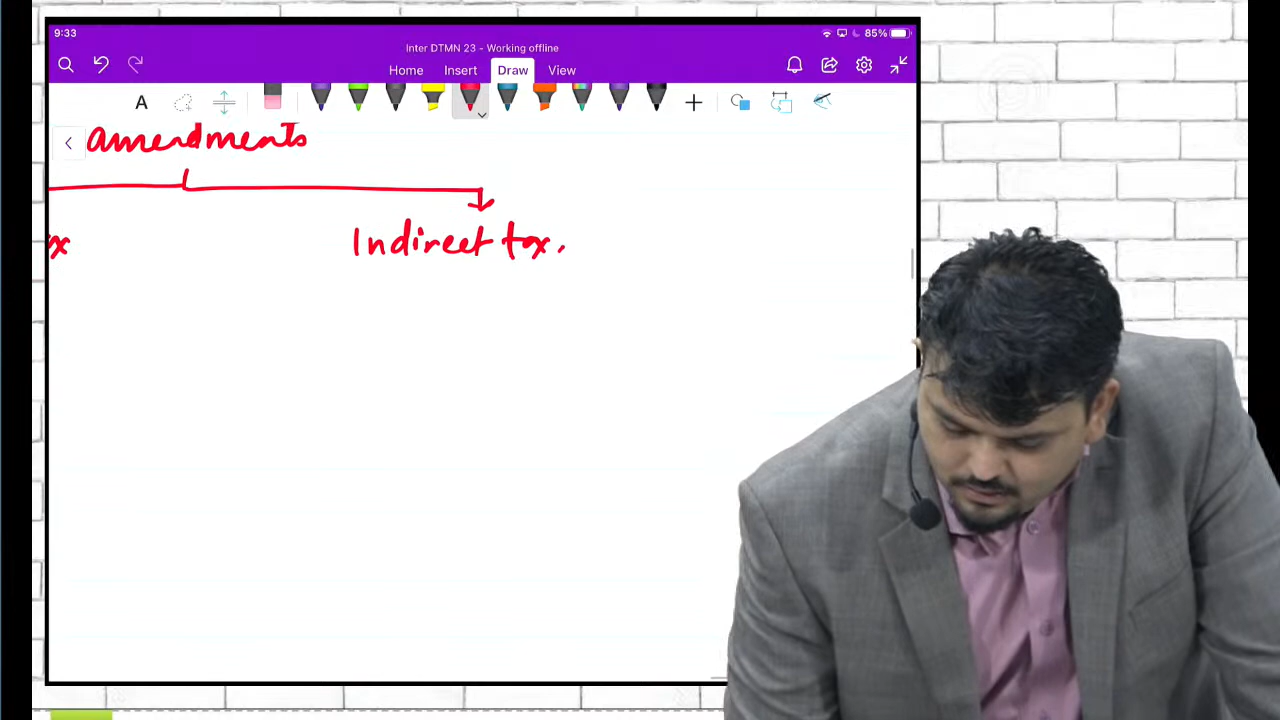 9:33
85%
Inter DTMN 23 - Working offline
Home Insert Draw View
A
amendments
x
Indirect tax.